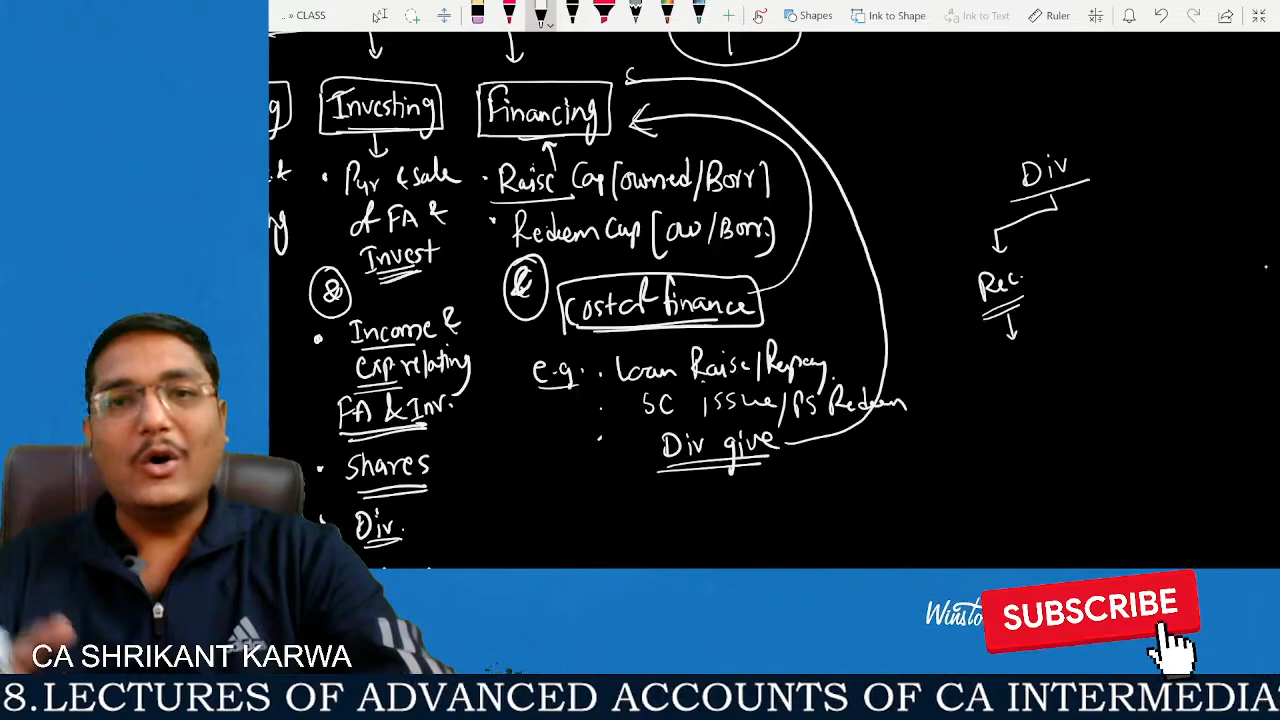 .. » CLASS
Shapes
Ink to Shape
Ink to Text
Ruler
Investing
Financing
• Pur & sale
of FA &
Invest
&
• Income &
exp relating
FA & Inv.
• Shares
• Div.
• Raise Cap [owned/Borr]
• Redeem Cap [ow/Borr.]
&
Cost of finance
e.g. • Loan Raise/Repay
• SC issue/PS Redeem
• Div give
Div
Rec.
SUBSCRIBE
CA SHRIKANT KARWA
8.LECTURES OF ADVANCED ACCOUNTS OF CA INTERMEDIA